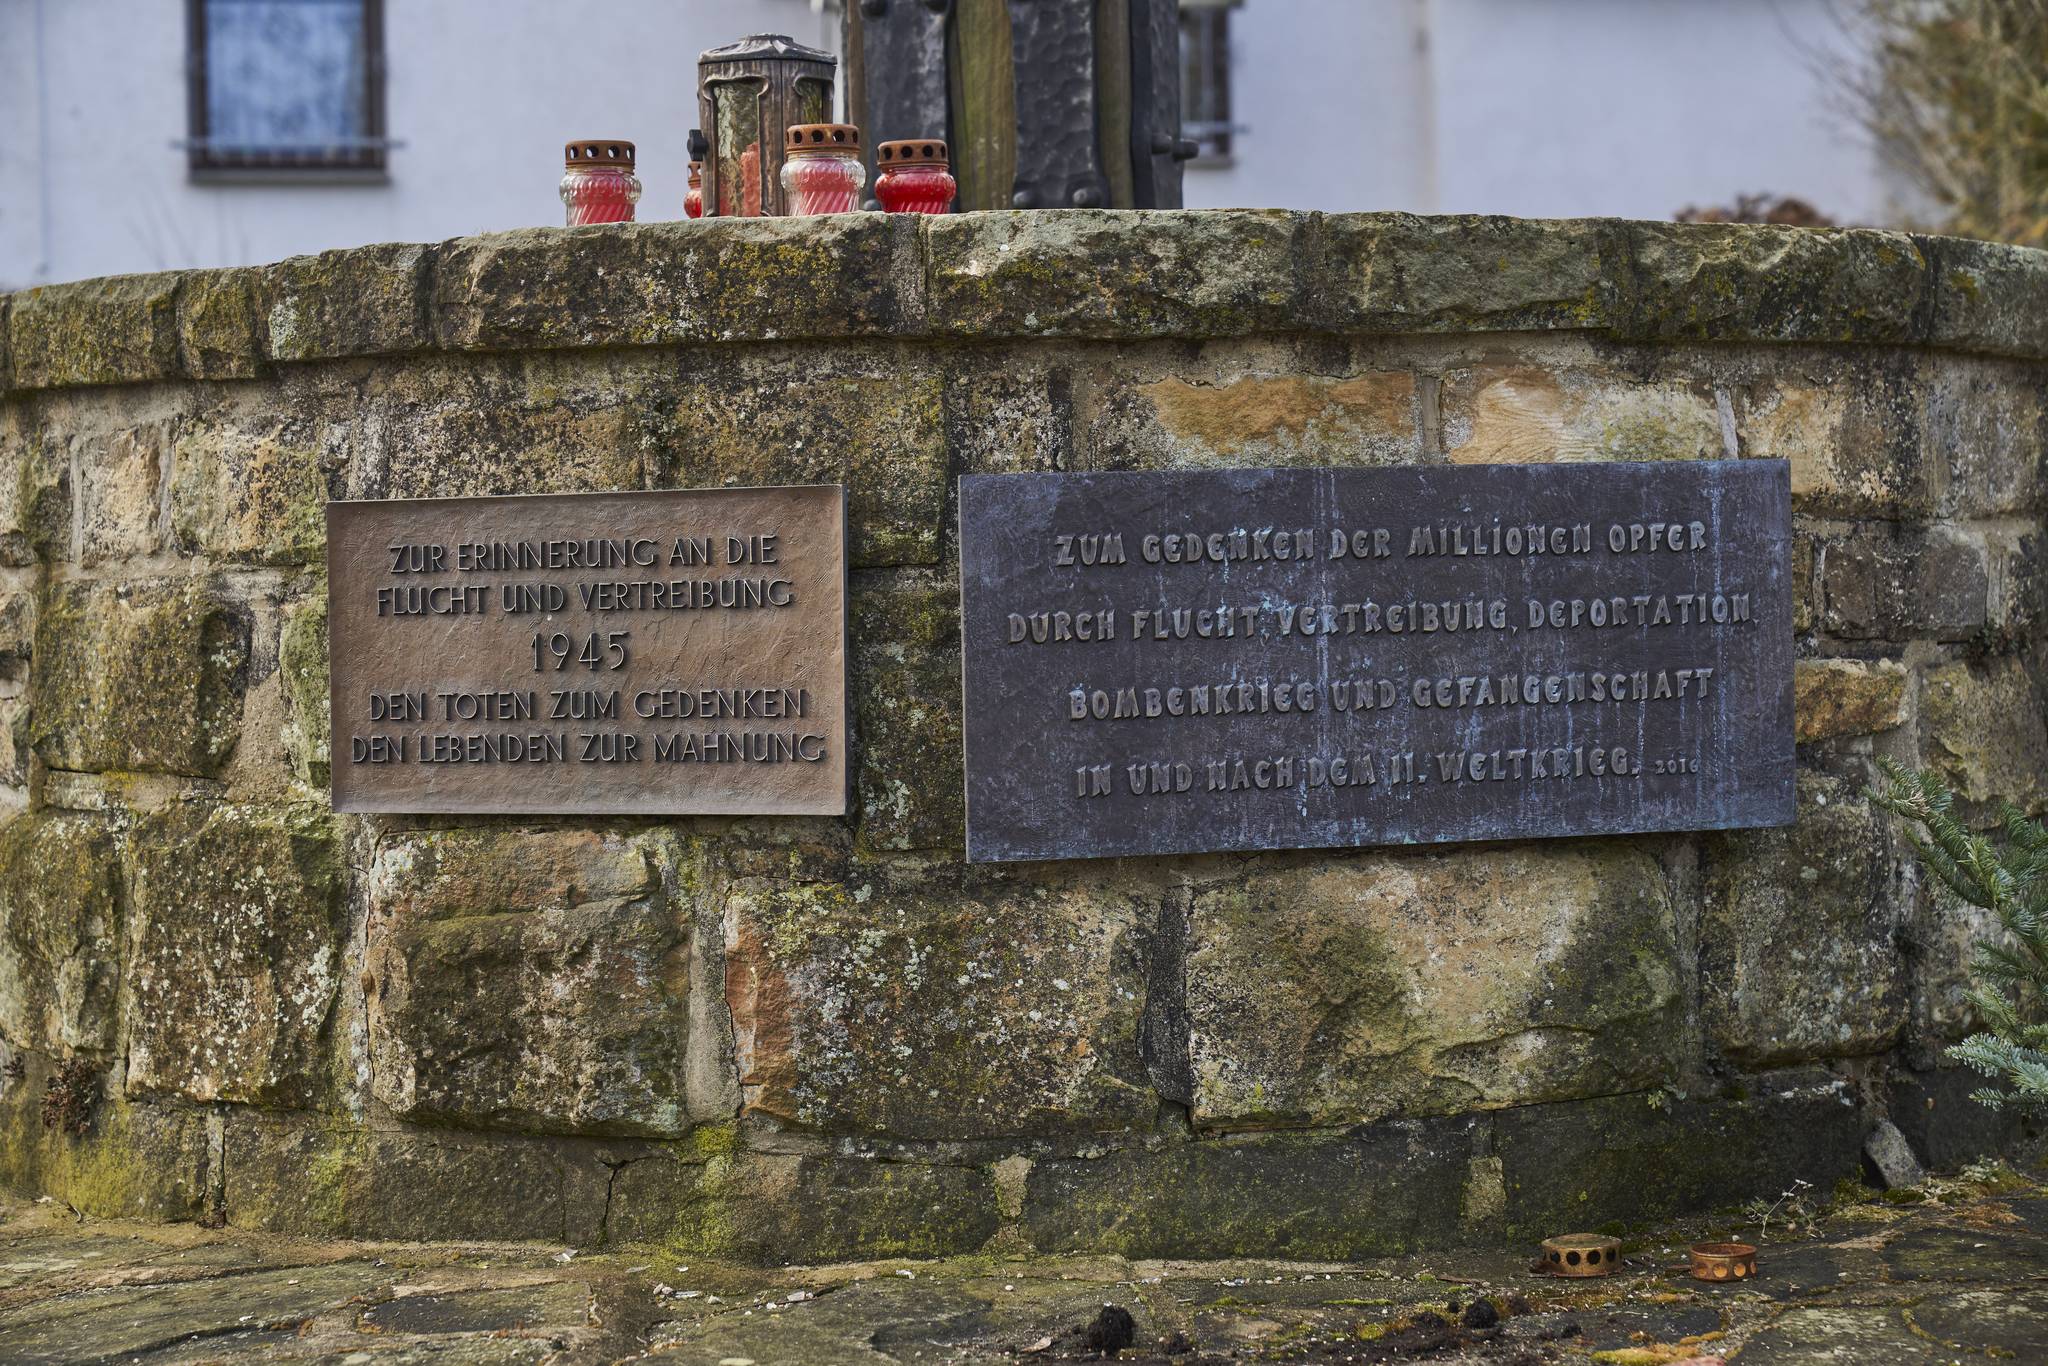 ZUR ERINNERUNG AN DIE
FLUCHT UND VERTREIBUNG
1945
DEN TOTEN ZUM GEDENKEN
DEN LEBENDEN ZUR MAHNUNG
ZUM GEDENKEN DER MILLIONEN OPFER
DURCH FLUCHT, VERTREIBUNG, DEPORTATION
BOMBENKRIEG UND GEFANGENSCHAFT
IN UND NACH DEM II. WELTKRIEG. 2016